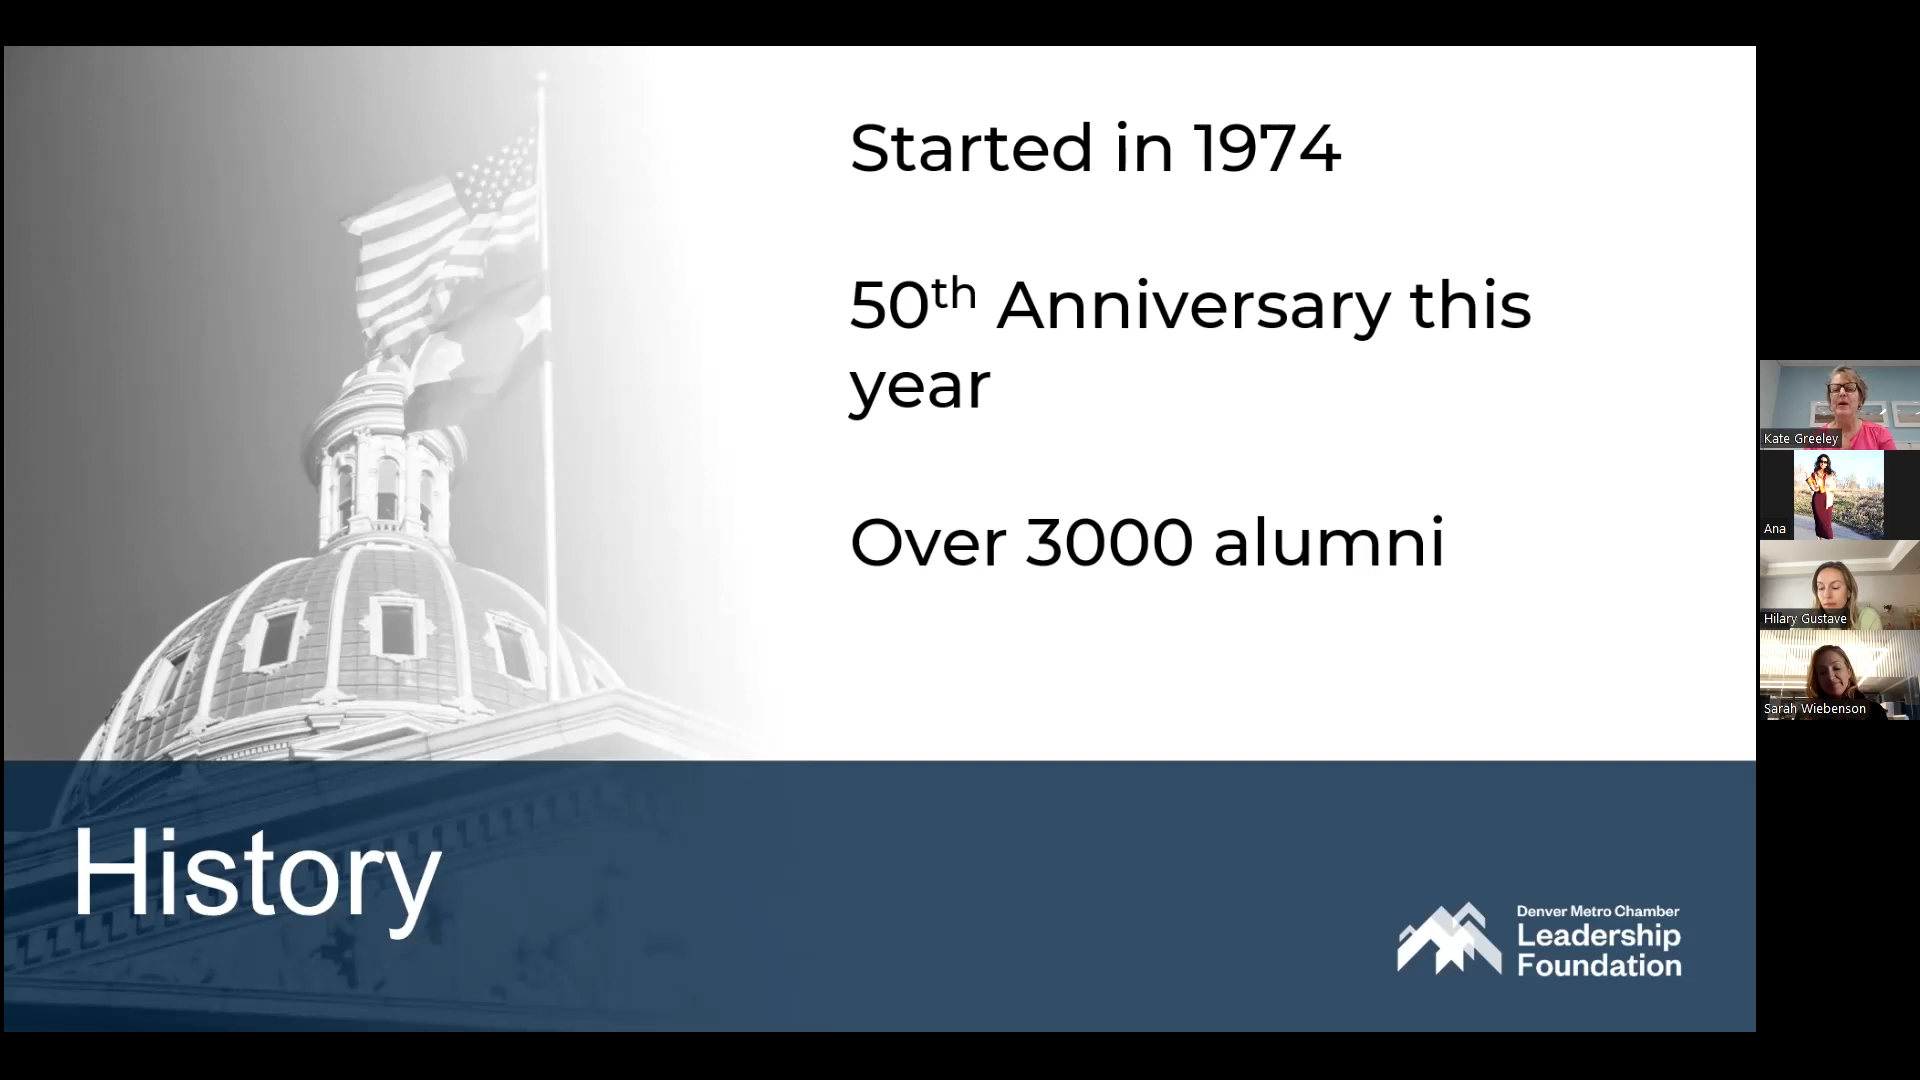 Started in 1974
50th Anniversary this
year
Over 3000 alumni
History
Denver Metro Chamber
Leadership
Foundation
Kate Greeley
Ana
Hilary Gustave
Sarah Wiebenson